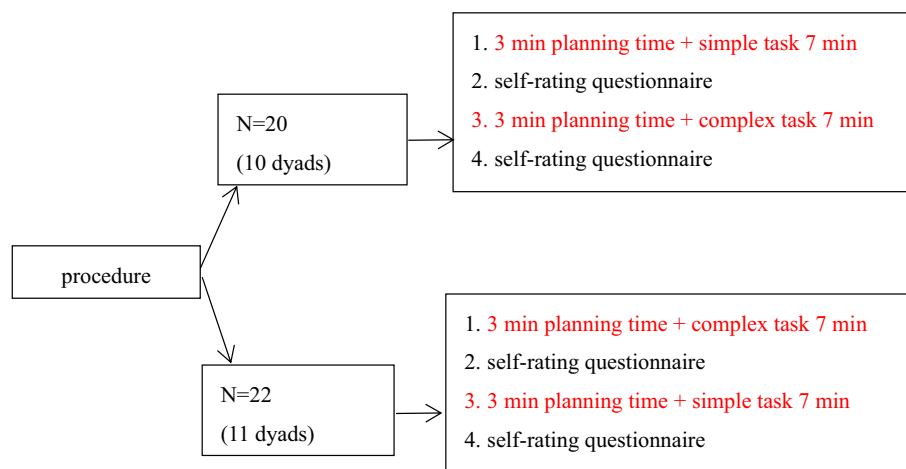 procedure
N=20
(10 dyads)
1. 3 min planning time + simple task 7 min
2. self-rating questionnaire
3. 3 min planning time + complex task 7 min
4. self-rating questionnaire
N=22
(11 dyads)
1. 3 min planning time + complex task 7 min
2. self-rating questionnaire
3. 3 min planning time + simple task 7 min
4. self-rating questionnaire